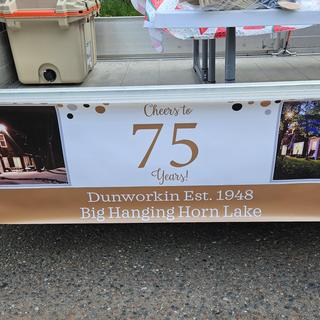 Cheers to
75
Years!
Dunworkin Est. 1948
Big Hanging Horn Lake